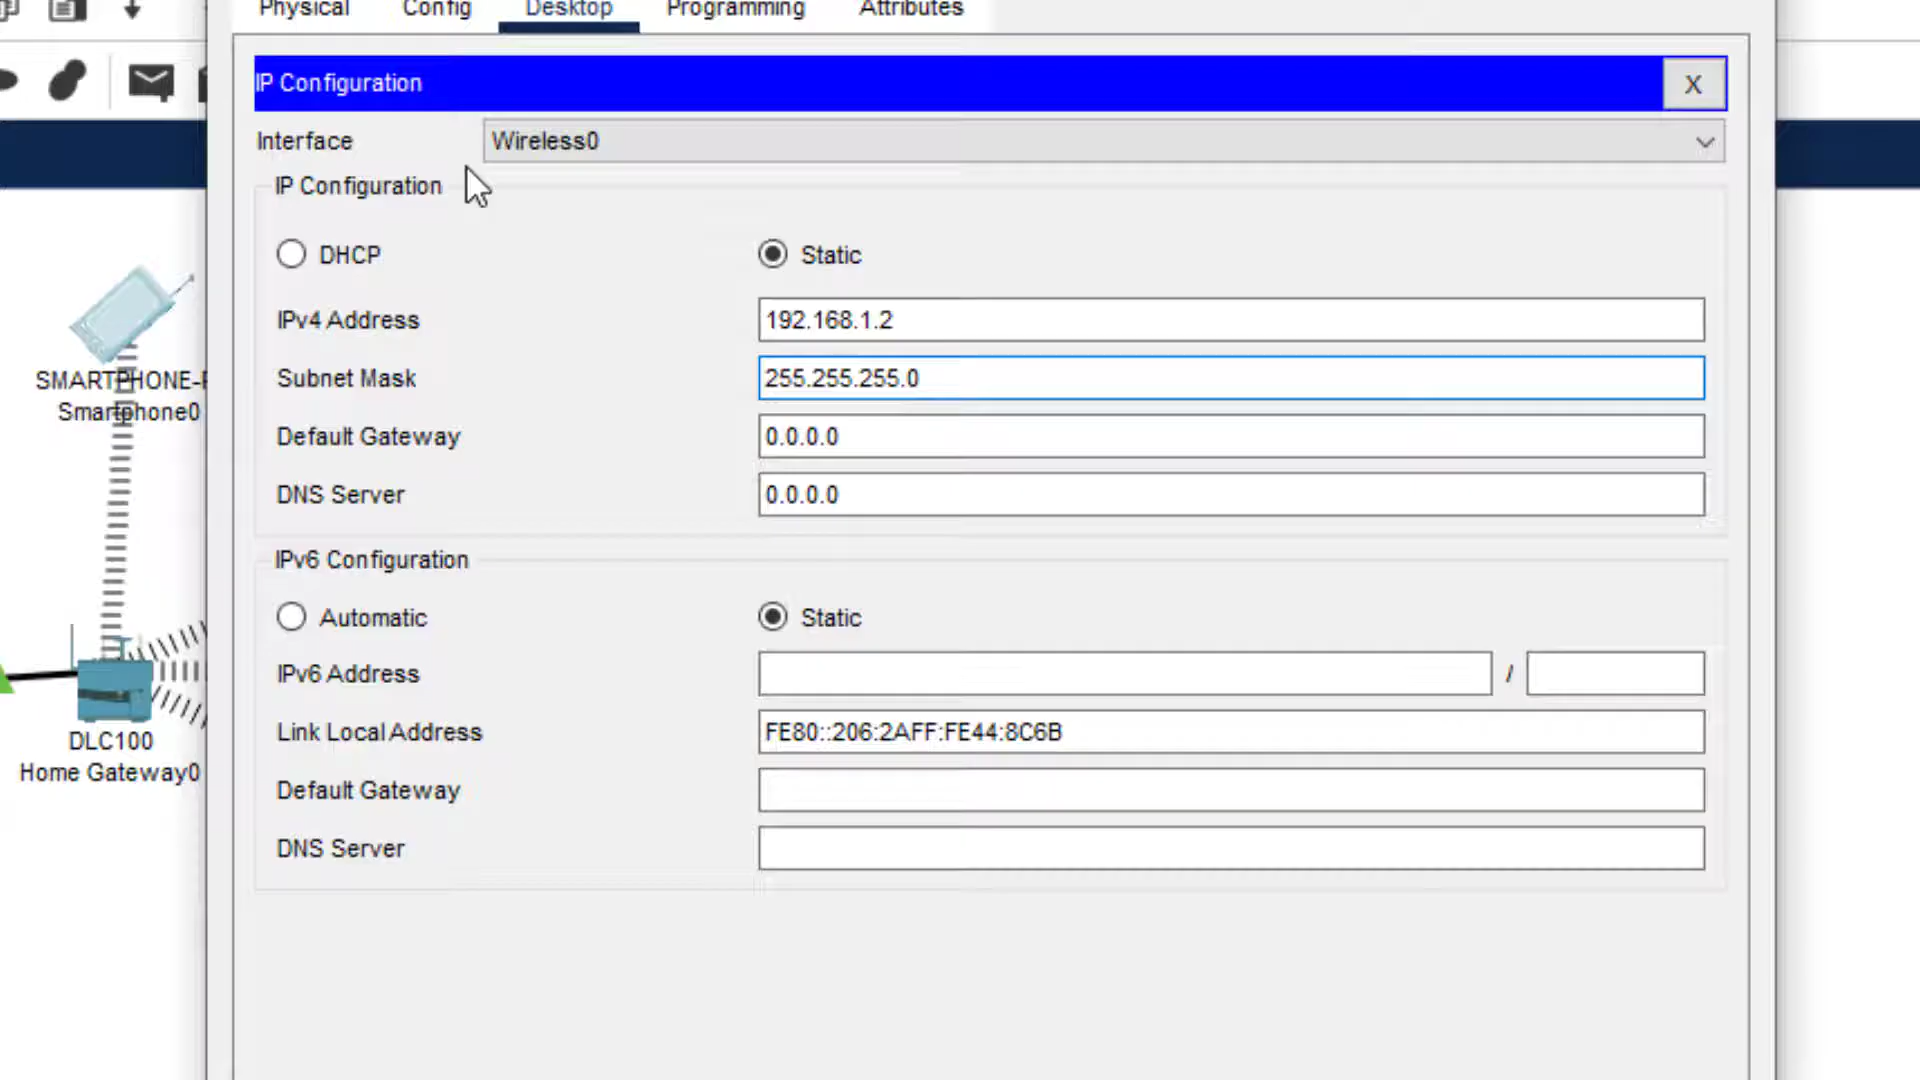 Physical Config Desktop Programming Attributes
IP Configuration X
Interface Wireless0
IP Configuration
DHCP Static
IPv4 Address 192.168.1.2
Subnet Mask 255.255.255.0
Default Gateway 0.0.0.0
DNS Server 0.0.0.0
IPv6 Configuration
Automatic Static
IPv6 Address /
Link Local Address FE80::206:2AFF:FE44:8C6B
Default Gateway
DNS Server
SMARTPHONE-
Smartphone0
DLC100
Home Gateway0